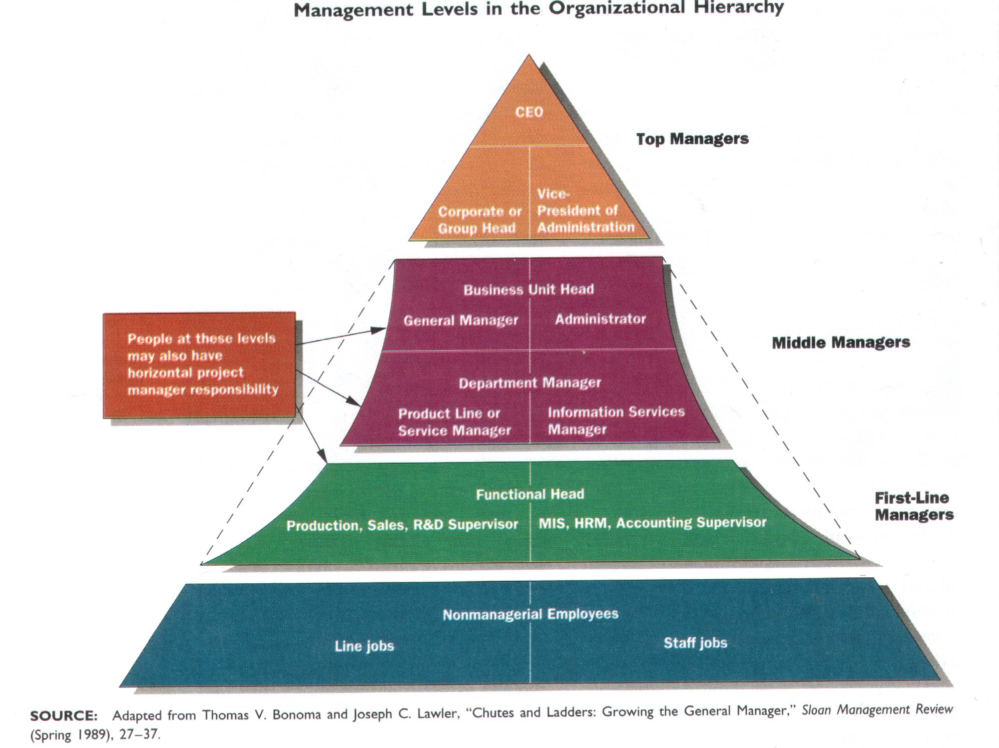 Management Levels in the Organizational Hierarchy
CEO
Top Managers
Corporate or
Group Head
Vice-
President of
Administration
Business Unit Head
General Manager
Administrator
People at these levels
may also have
horizontal project
manager responsibility
Middle Managers
Department Manager
Product Line or
Service Manager
Information Services
Manager
Functional Head
Production, Sales, R&D Supervisor
MIS, HRM, Accounting Supervisor
First-Line
Managers
Nonmanagerial Employees
Line jobs
Staff jobs
SOURCE: Adapted from Thomas V. Bonoma and Joseph C. Lawler, “Chutes and Ladders: Growing the General Manager,” Sloan Management Review
(Spring 1989), 27–37.